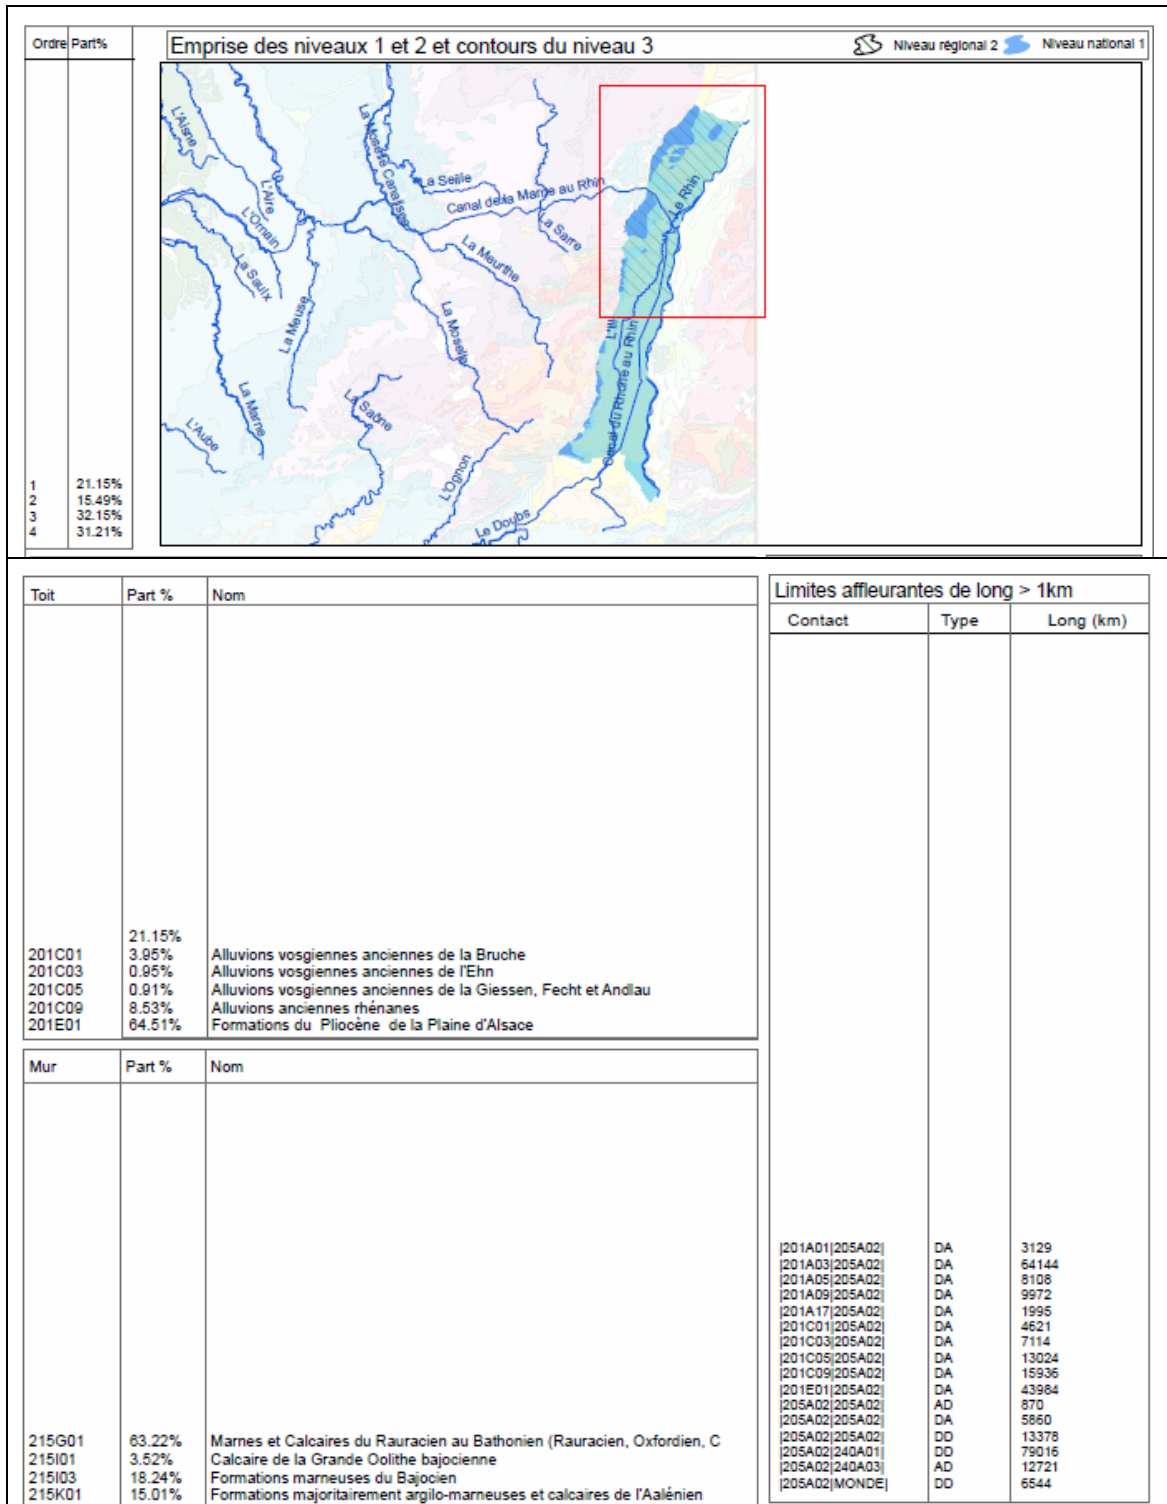 Ordre Part%
Emprise des niveaux 1 et 2 et contours du niveau 3
Niveau régional 2 Niveau national 1
L'Aisne
L'Aire
L'Ornain
La Saulx
La Meuse
La Marne
L'Aube
La Moselle Canalisée
La Seille
Canal de la Marne au Rhin
La Sarre
La Meurthe
La Moselle
La Saône
L'Ognon
Le Doubs
Le Rhin
L'Ill
Canal du Rhône au Rhin
1 21.15%
2 15.49%
3 32.15%
4 31.21%
Toit Part % Nom
21.15%
201C01 3.95% Alluvions vosgiennes anciennes de la Bruche
201C03 0.95% Alluvions vosgiennes anciennes de l'Ehn
201C05 0.91% Alluvions vosgiennes anciennes de la Giessen, Fecht et Andlau
201C09 8.53% Alluvions anciennes rhénanes
201E01 64.51% Formations du Pliocène de la Plaine d'Alsace
Mur Part % Nom
215G01 63.22% Marnes et Calcaires du Rauracien au Bathonien (Rauracien, Oxfordien, C
215I01 3.52% Calcaire de la Grande Oolithe bajocienne
215I03 18.24% Formations marneuses du Bajocien
215K01 15.01% Formations majoritairement argilo-marneuses et calcaires de l'Aalénien
Limites affleurantes de long > 1km
Contact Type Long (km)
|201A01|205A02| DA 3129
|201A03|205A02| DA 64144
|201A05|205A02| DA 8108
|201A09|205A02| DA 9972
|201A17|205A02| DA 1995
|201C01|205A02| DA 4621
|201C03|205A02| DA 7114
|201C05|205A02| DA 13024
|201C09|205A02| DA 15936
|201E01|205A02| DA 43984
|205A02|205A02| AD 870
|205A02|205A02| DA 5860
|205A02|205A02| DD 13378
|205A02|240A01| DD 79016
|205A02|240A03| AD 12721
|205A02|MONDE| DD 6544